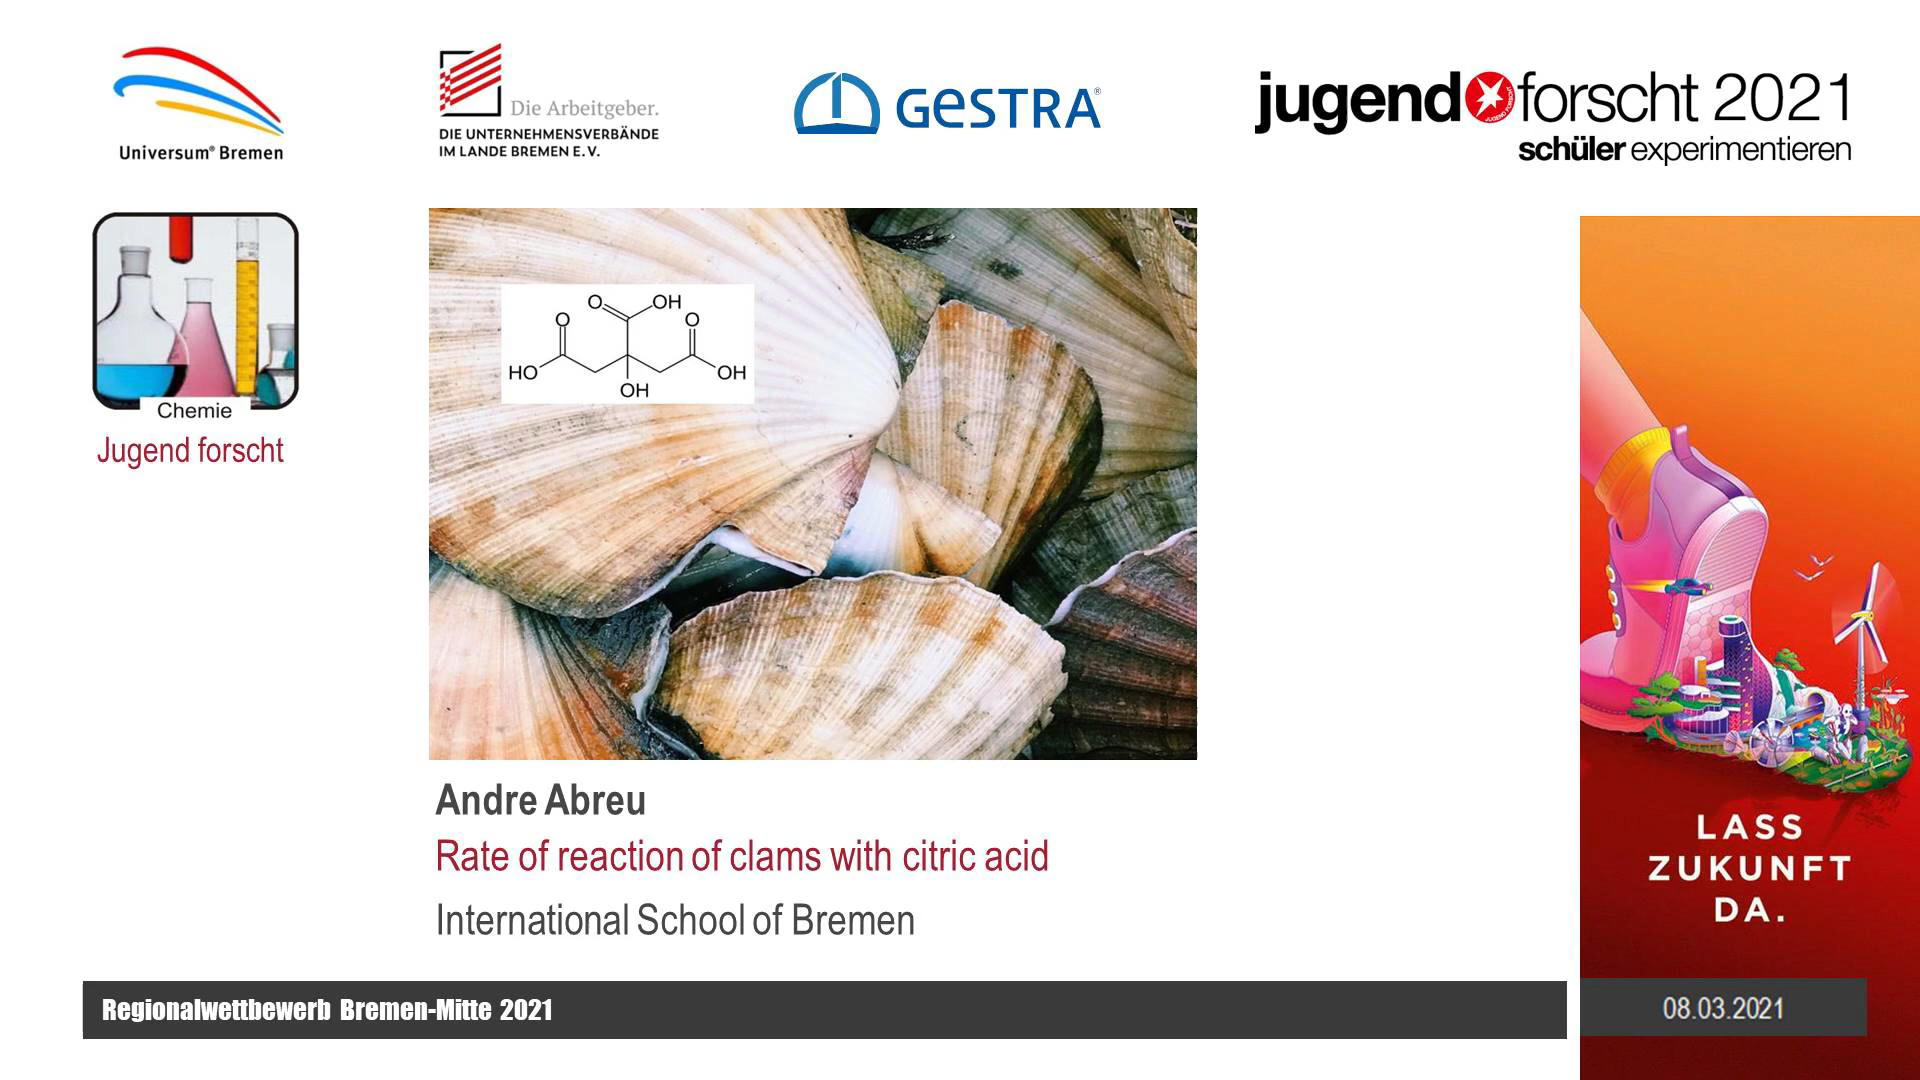 Universum® Bremen
Die Arbeitgeber.
DIE UNTERNEHMENSVERBÄNDE
IM LANDE BREMEN E.V.
GESTRA®
jugend forscht 2021
JUGEND FORSCHT
schüler experimentieren
Chemie
Jugend forscht
O OH
O O
HO OH
OH
Andre Abreu
Rate of reaction of clams with citric acid
International School of Bremen
LASS
ZUKUNFT
DA.
Regionalwettbewerb Bremen-Mitte 2021
08.03.2021